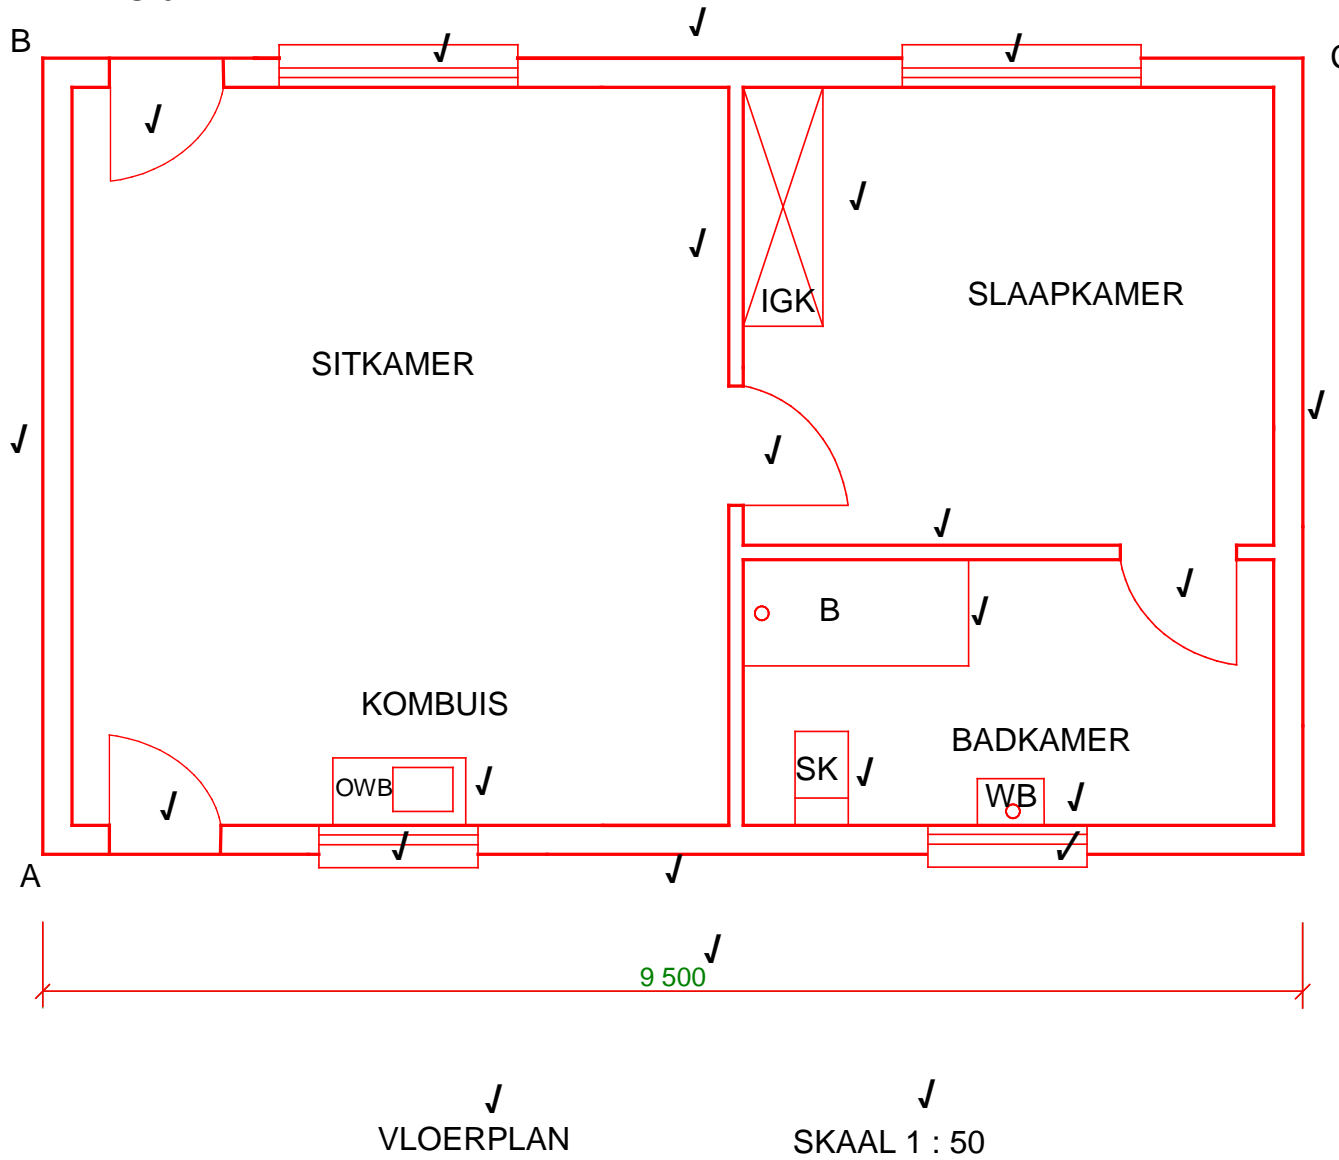 B
SLAAPKAMER
IGK
SITKAMER
B
KOMBUIS
BADKAMER
SK
OWB
WB
A
9 500
VLOERPLAN
SKAAL 1 : 50